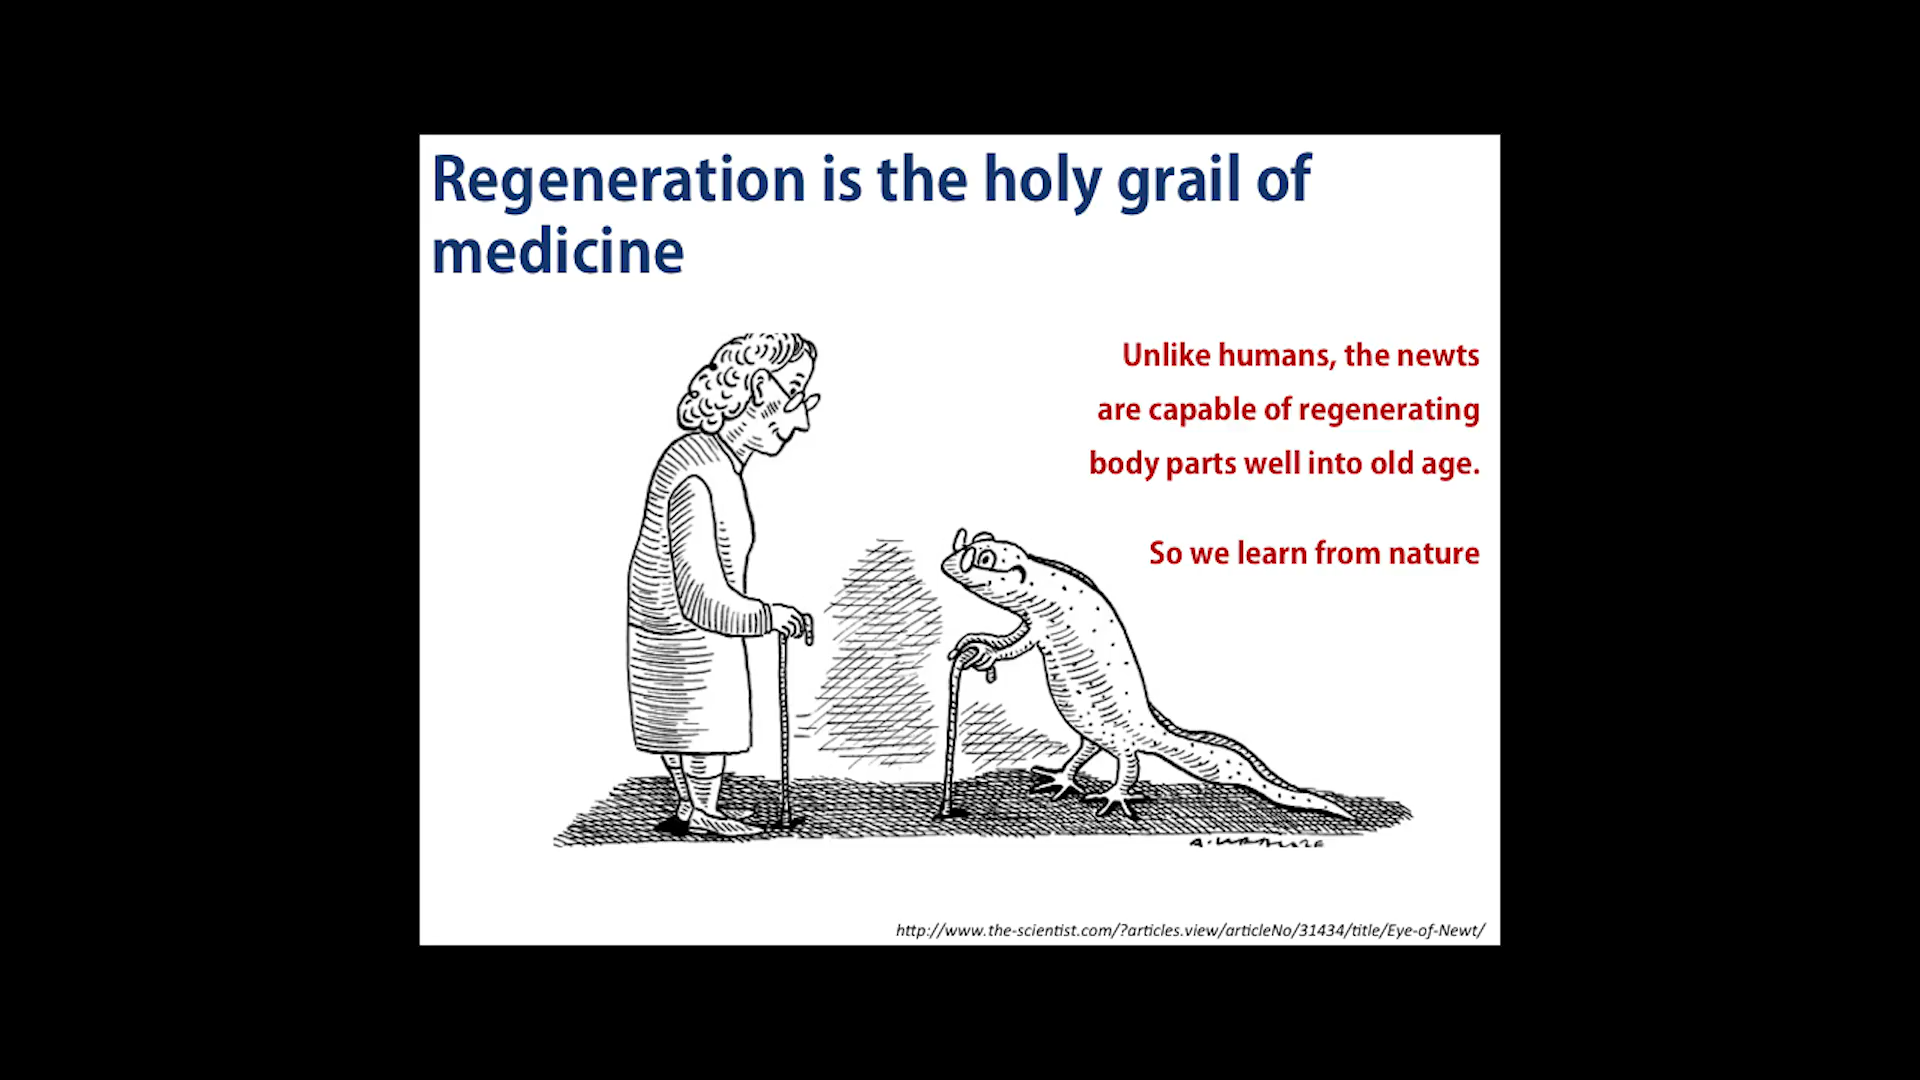 Regeneration is the holy grail of
medicine
Unlike humans, the newts
are capable of regenerating
body parts well into old age.
So we learn from nature
http://www.the-scientist.com/?articles.view/articleNo/31434/title/Eye-of-Newt/